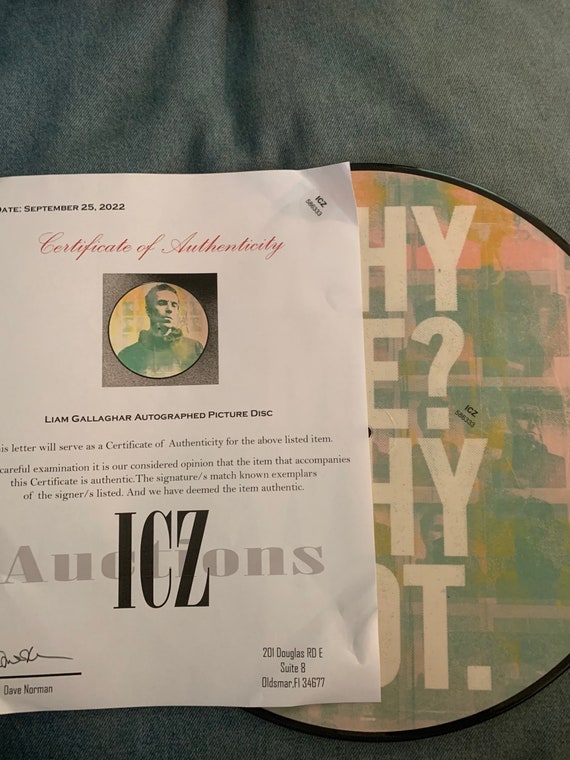 DATE: SEPTEMBER 25, 2022
ICZ
586333
Certificate of Authenticity
LIAM GALLAGHAR AUTOGRAPHED PICTURE DISC
is letter will serve as a Certificate of Authenticity for the above listed item.
careful examination it is our considered opinion that the item that accompanies
this Certificate is authentic.The signature/s match known exemplars
of the signer/s listed. And we have deemed the item authentic.
Auctions
ICZ
Dave Norman
201 Douglas RD E
Suite 8
Oldsmar,Fl 34677
HY
E?
ICZ
586333
HY
OT.